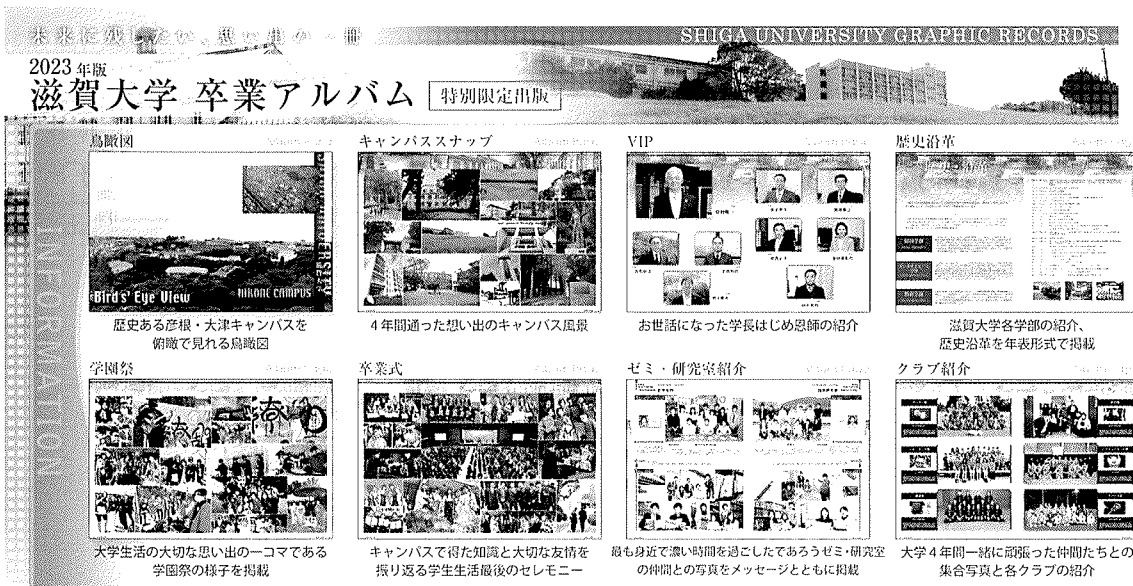 未来に残したい、思い出の一冊
SHIGA UNIVERSITY GRAPHIC RECORDS
2023年版
滋賀大学 卒業アルバム 特別限定出版
INFORMATION
鳥瞰図
Bird's Eye View
HIKONE CAMPUS
歴史ある彦根・大津キャンパスを
俯瞰で見れる鳥瞰図
キャンパススナップ
4年間通った想い出のキャンパス風景
VIP
お世話になった学長はじめ恩師の紹介
歴史沿革
滋賀大学各学部の紹介、
歴史沿革を年表形式で掲載
学園祭
大学生活の大切な思い出の一コマである
学園祭の様子を掲載
卒業式
キャンパスで得た知識と大切な友情を
振り返る学生生活最後のセレモニー
ゼミ・研究室紹介
最も身近で濃い時間を過ごしたであろうゼミ・研究室
の仲間との写真をメッセージとともに掲載
クラブ紹介
大学4年間一緒に頑張った仲間たちとの
集合写真と各クラブの紹介